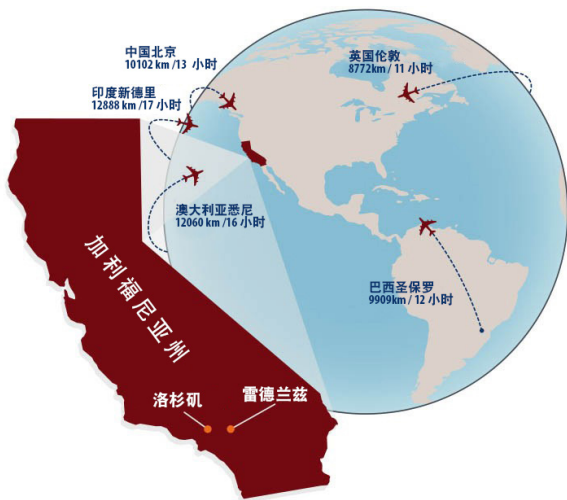 中国北京
10102 km /13 小时
英国伦敦
8772km / 11 小时
印度新德里
12888 km /17 小时
澳大利亚悉尼
12060 km /16 小时
巴西圣保罗
9909km / 12 小时
加利福尼亚州
洛杉矶
雷德兰兹